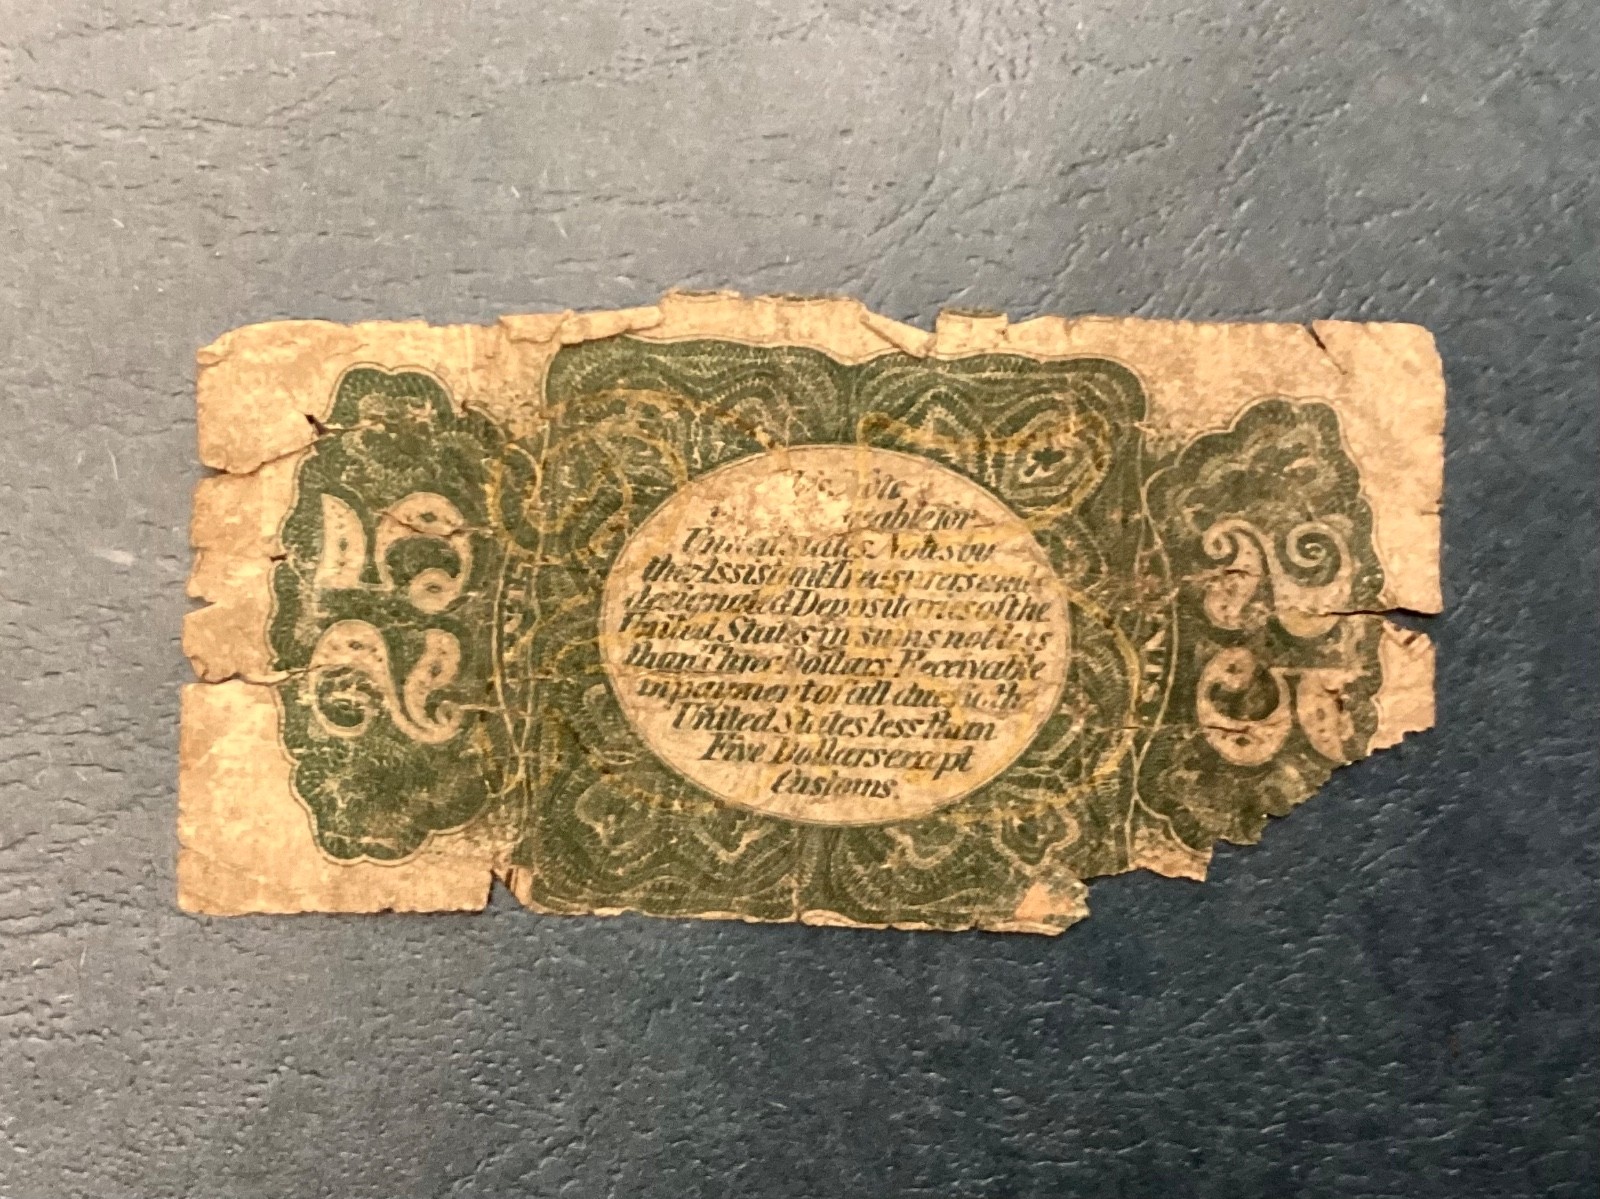 25
Note
United States Notes by
the Assistant Treasurers and
designated Depositaries of the
United States in sums not less
than Three Dollars. Receivable
in payment of all dues to the
United States less than
Five Dollars except
Customs.
25